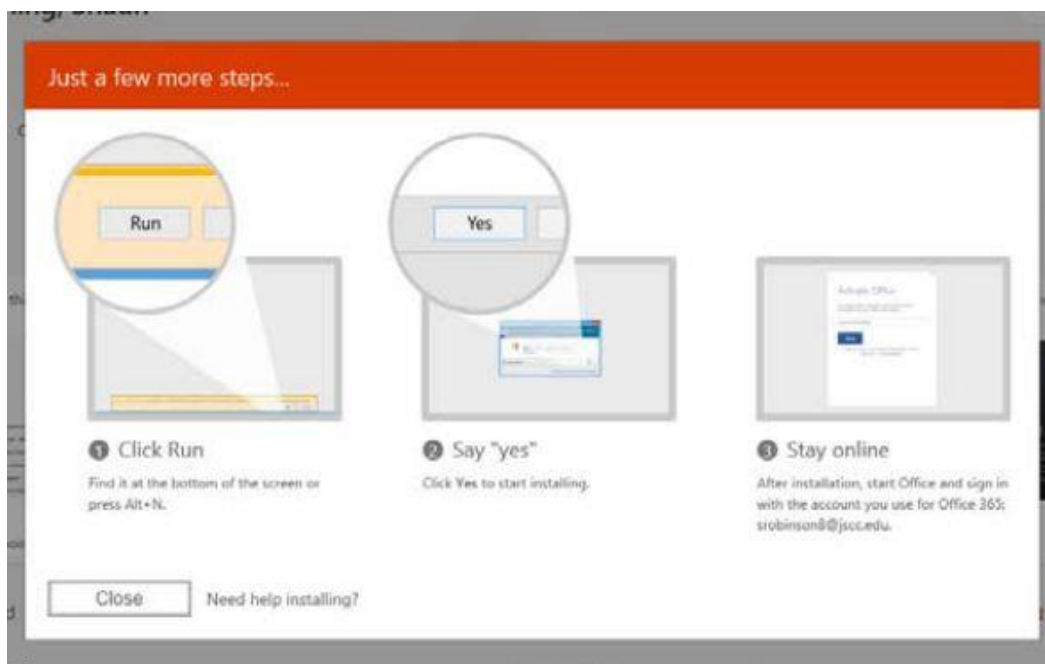 Just a few more steps...
Run
Yes
Activate Office
1 Click Run
Find it at the bottom of the screen or
press Alt+N.
2 Say "yes"
Click Yes to start installing.
3 Stay online
After installation, start Office and sign in
with the account you use for Office 365:
srobinson8@jscc.edu.
Close
Need help installing?